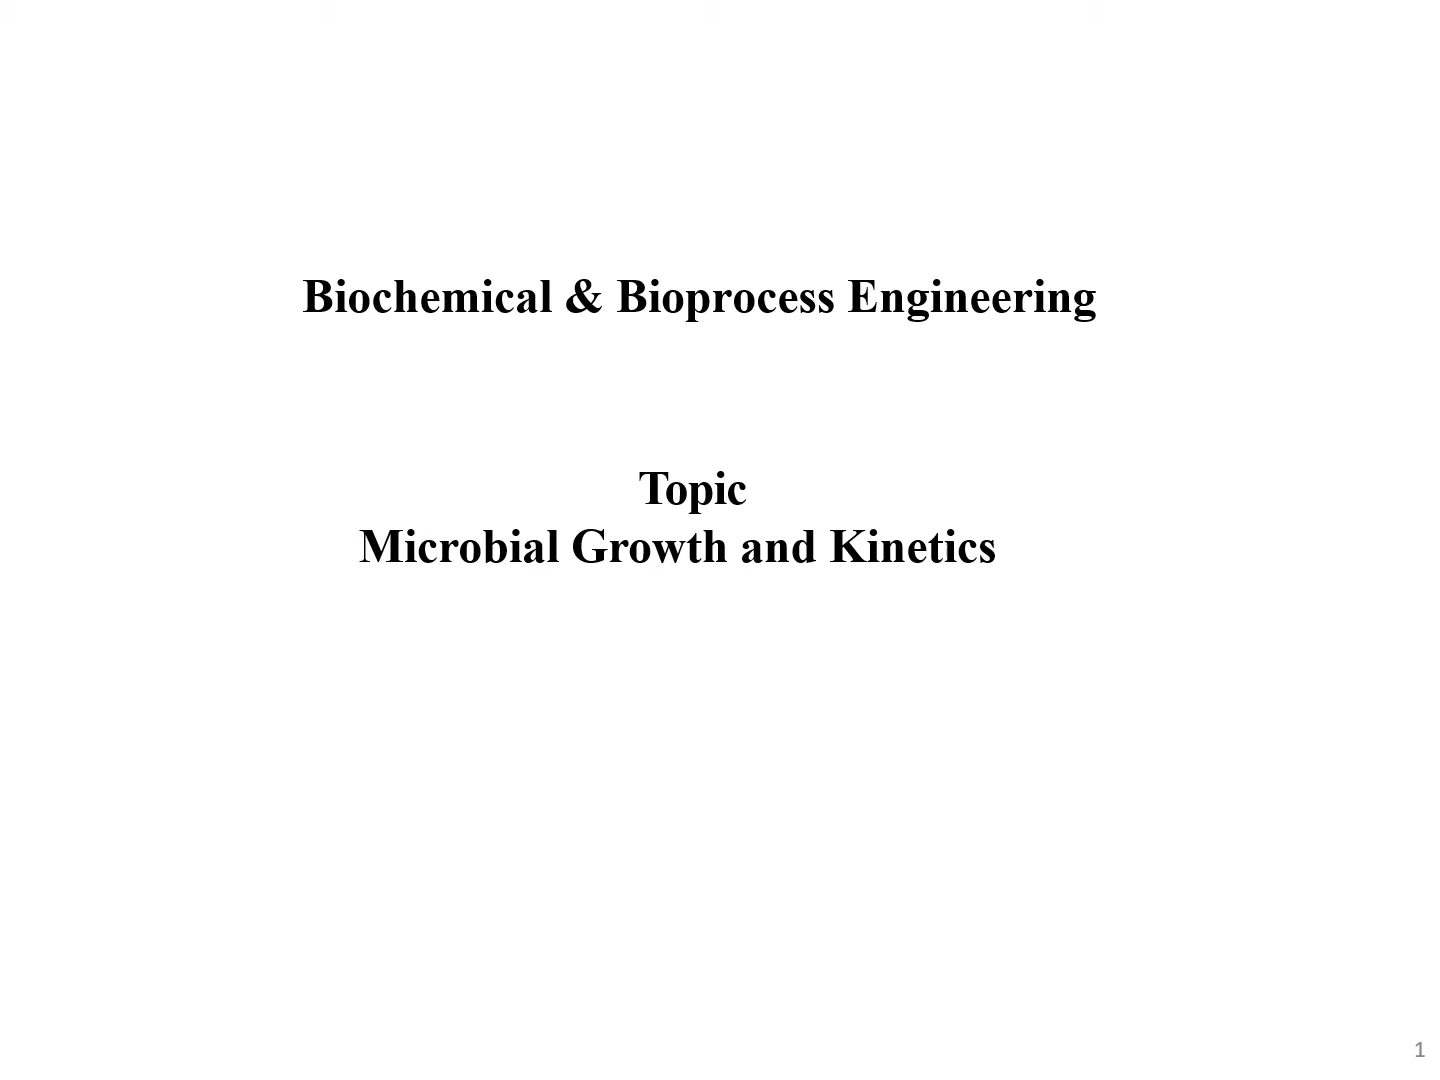 Biochemical & Bioprocess Engineering
Topic
Microbial Growth and Kinetics
1